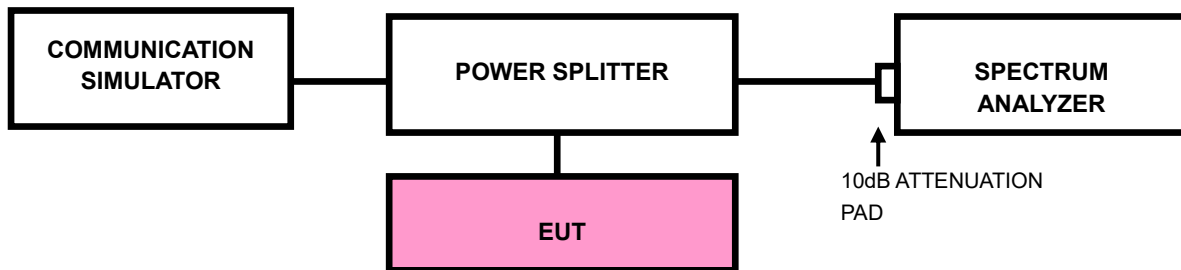 COMMUNICATION
SIMULATOR
POWER SPLITTER
SPECTRUM
ANALYZER
10dB ATTENUATION
PAD
EUT